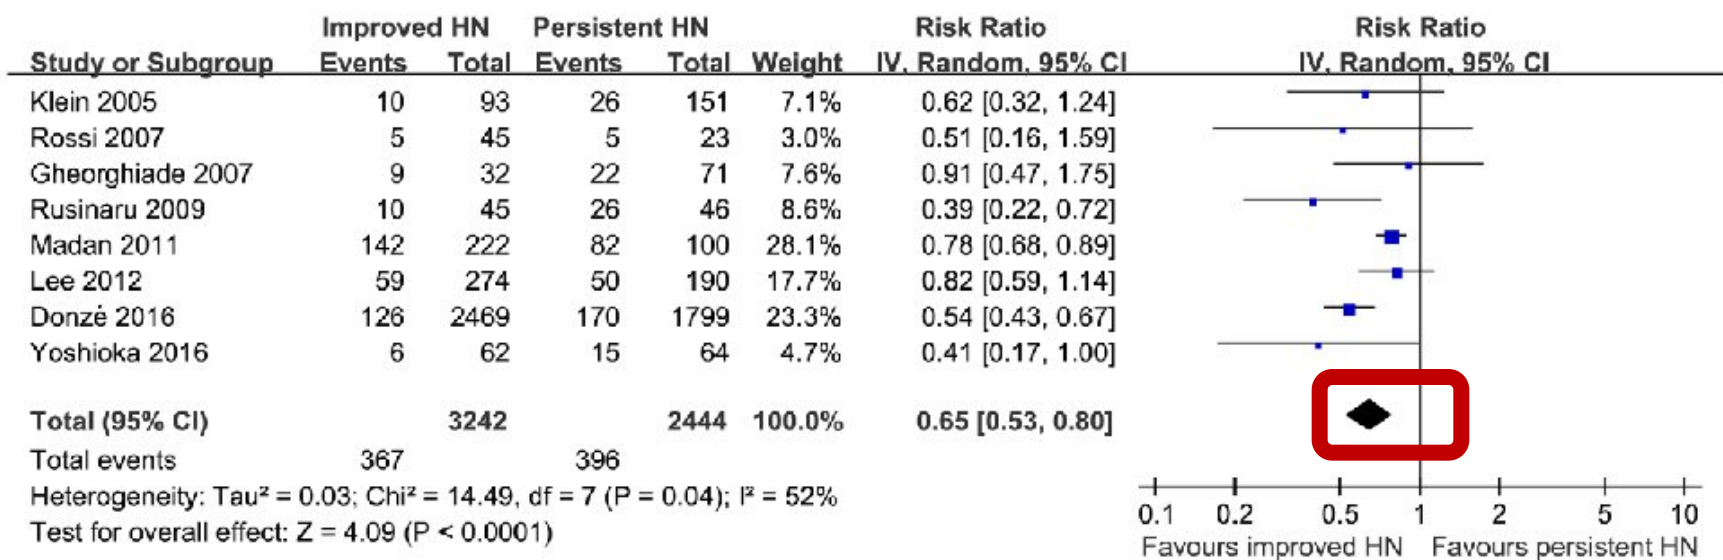 Improved HN Persistent HN Risk Ratio Risk Ratio
Study or Subgroup Events Total Events Total Weight IV, Random, 95% CI IV, Random, 95% CI
Klein 2005 10 93 26 151 7.1% 0.62 [0.32, 1.24]
Rossi 2007 5 45 5 23 3.0% 0.51 [0.16, 1.59]
Gheorghiade 2007 9 32 22 71 7.6% 0.91 [0.47, 1.75]
Rusinaru 2009 10 45 26 46 8.6% 0.39 [0.22, 0.72]
Madan 2011 142 222 82 100 28.1% 0.78 [0.68, 0.89]
Lee 2012 59 274 50 190 17.7% 0.82 [0.59, 1.14]
Donzé 2016 126 2469 170 1799 23.3% 0.54 [0.43, 0.67]
Yoshioka 2016 6 62 15 64 4.7% 0.41 [0.17, 1.00]
Total (95% CI) 3242 2444 100.0% 0.65 [0.53, 0.80]
Total events 367 396
Heterogeneity: Tau² = 0.03; Chi² = 14.49, df = 7 (P = 0.04); I² = 52%
Test for overall effect: Z = 4.09 (P < 0.0001)
0.1 0.2 0.5 1 2 5 10
Favours improved HN Favours persistent HN